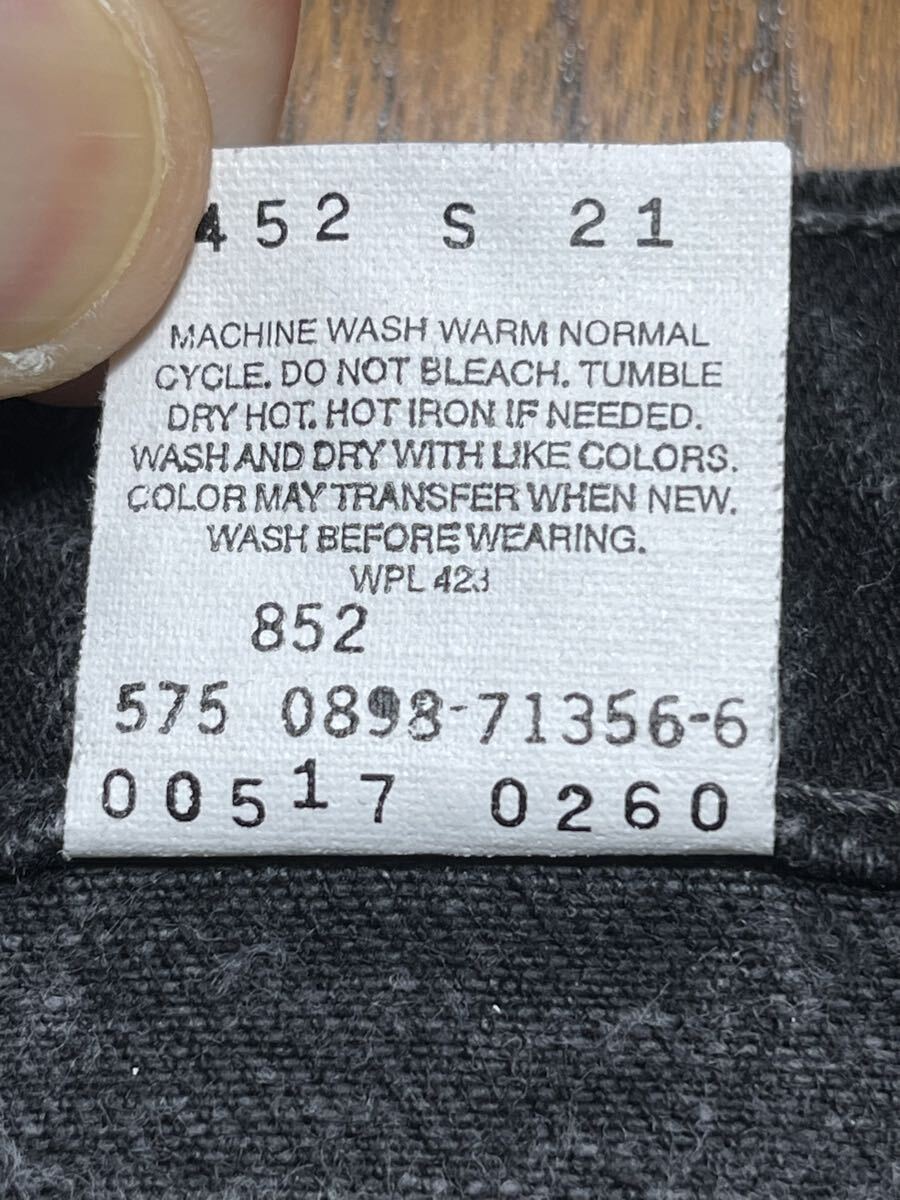 452 S 21
MACHINE WASH WARM NORMAL
CYCLE. DO NOT BLEACH. TUMBLE
DRY HOT. HOT IRON IF NEEDED.
WASH AND DRY WITH LIKE COLORS.
COLOR MAY TRANSFER WHEN NEW.
WASH BEFORE WEARING.
WPL 423
852
575 0898-71356-6
00517 0260